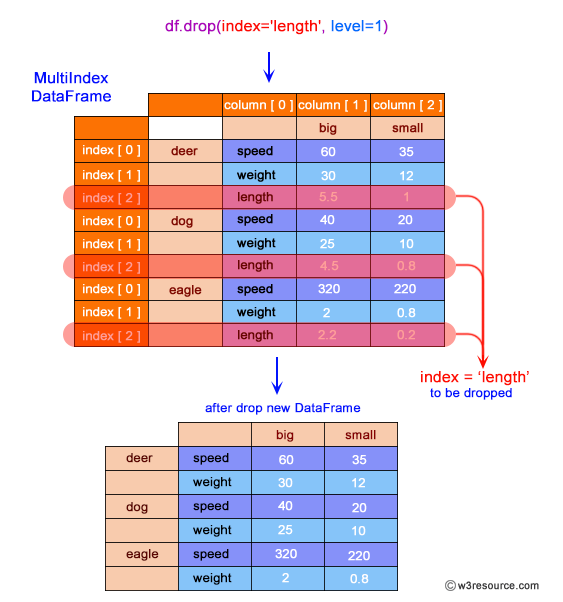 df.drop(index='length', level=1)
MultiIndex
DataFrame
column [ 0 ] column [ 1 ] column [ 2 ]
big small
index [ 0 ] deer speed 60 35
index [ 1 ] weight 30 12
index [ 2 ] length 5.5 1
index [ 0 ] dog speed 40 20
index [ 1 ] weight 25 10
index [ 2 ] length 4.5 0.8
index [ 0 ] eagle speed 320 220
index [ 1 ] weight 2 0.8
index [ 2 ] length 2.2 0.2
index = ‘length’
to be dropped
after drop new DataFrame
big small
deer speed 60 35
weight 30 12
dog speed 40 20
weight 25 10
eagle speed 320 220
weight 2 0.8
© w3resource.com